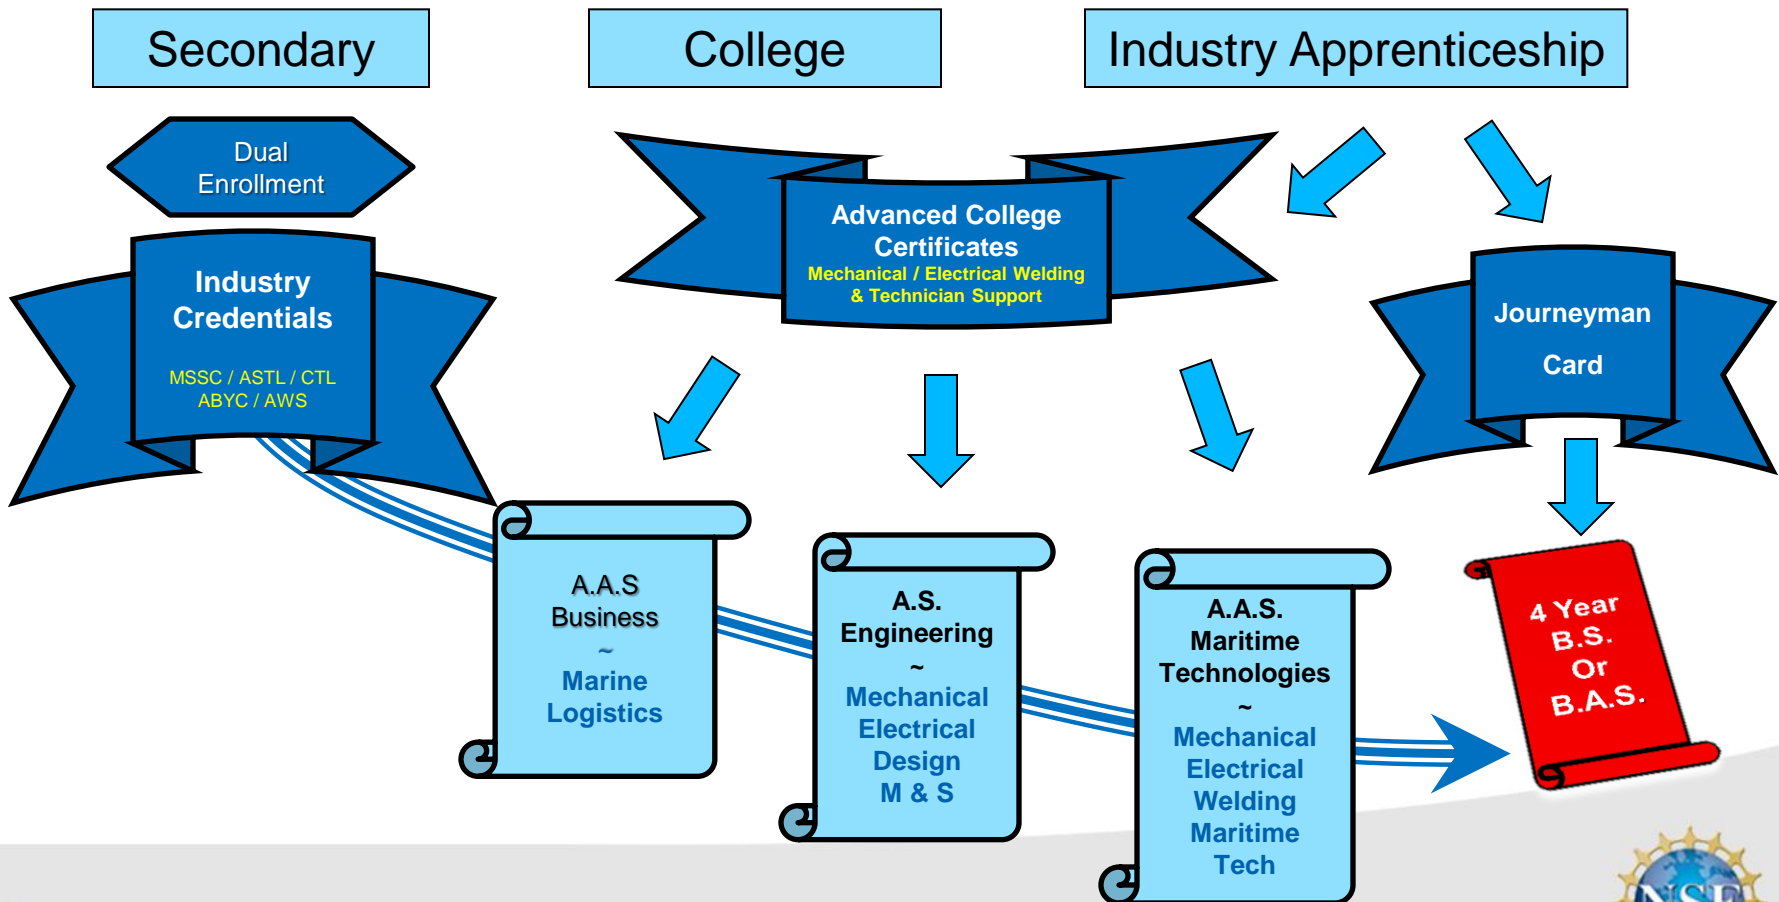 Secondary
College
Industry Apprenticeship
Dual
Enrollment
Industry
Credentials
MSSC / ASTL / CTL
ABYC / AWS
Advanced College
Certificates
Mechanical / Electrical Welding
& Technician Support
Journeyman
Card
A.A.S
Business
~
Marine
Logistics
A.S.
Engineering
~
Mechanical
Electrical
Design
M & S
A.A.S.
Maritime
Technologies
~
Mechanical
Electrical
Welding
Maritime
Tech
4 Year
B.S.
Or
B.A.S.
NSF